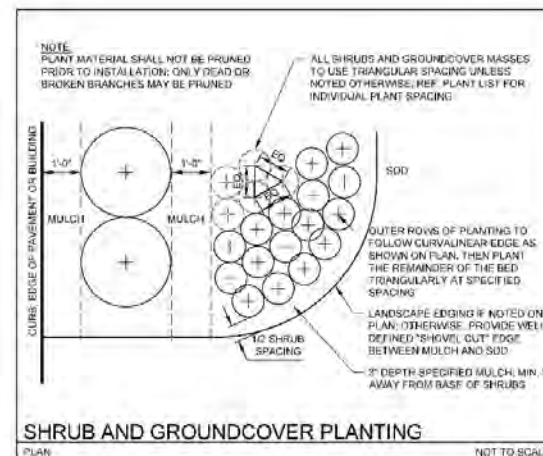 NOTE
PLANT MATERIAL SHALL NOT BE PRUNED
PRIOR TO INSTALLATION; ONLY DEAD OR
BROKEN BRANCHES MAY BE PRUNED
ALL SHRUBS AND GROUNDCOVER MASSES
TO USE TRIANGULAR SPACING UNLESS
NOTED OTHERWISE, REF. PLANT LIST FOR
INDIVIDUAL PLANT SPACING
CURB, EDGE OF PAVEMENT OR BUILDING
1'-0"
1'-0"
MULCH
MULCH
EQ.
EQ.
EQ.
SOD
OUTER ROWS OF PLANTING TO
FOLLOW CURVALINEAR EDGE AS
SHOWN ON PLAN. THEN PLANT
THE REMAINDER OF THE BED
TRIANGULARLY AT SPECIFIED
SPACING
LANDSCAPE EDGING IF NOTED ON
PLAN; OTHERWISE, PROVIDE
DEFINED "SHOVEL CUT" EDGE
BETWEEN MULCH AND SOD
1/2 SHRUB
SPACING
3" DEPTH SPECIFIED MULCH, MIN.
AWAY FROM BASE OF SHRUBS
SHRUB AND GROUNDCOVER PLANTING
PLAN
NOT TO